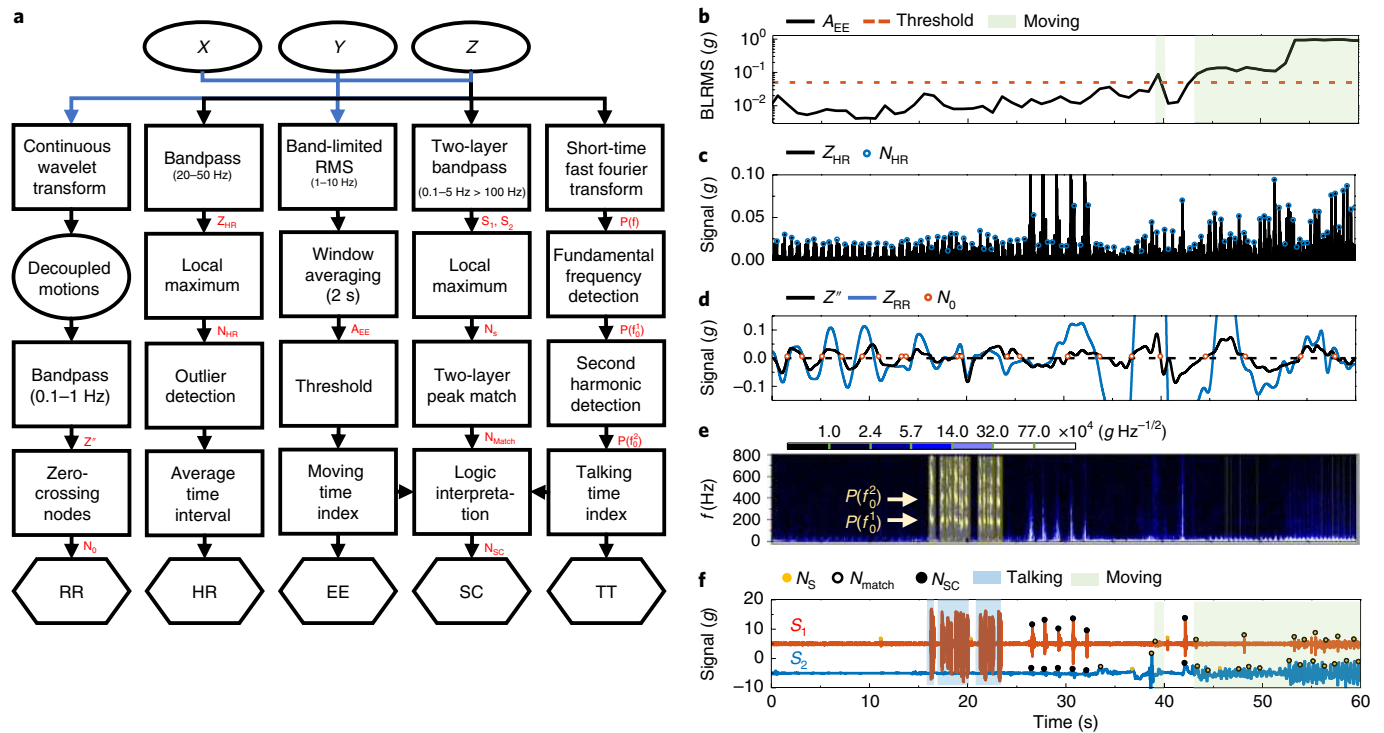 a
X
Y
Z
Continuous
wavelet
transform
Bandpass
(20–50 Hz)
Band-limited
RMS
(1–10 Hz)
Two-layer
bandpass
(0.1–5 Hz > 100 Hz)
Short-time
fast fourier
transform
Z_HR
S_1, S_2
P(f)
Decoupled
motions
Local
maximum
Window
averaging
(2 s)
Local
maximum
Fundamental
frequency
detection
N_HR
A_EE
N_s
P(f_0^1)
Bandpass
(0.1–1 Hz)
Outlier
detection
Threshold
Two-layer
peak match
Second
harmonic
detection
Z″
N_Match
P(f_0^2)
Zero-
crossing
nodes
Average
time
interval
Moving
time
index
Logic
interpreta-
tion
Talking
time
index
N_0
N_SC
RR
HR
EE
SC
TT
b
A_EE Threshold Moving
BLRMS (g)
10^0
10^−1
10^−2
c
Z_HR N_HR
Signal (g)
0.10
0.05
0.00
d
Z″ Z_RR N_0
Signal (g)
0.1
0.0
−0.1
e
1.0 2.4 5.7 14.0 32.0 77.0 ×10^4 (g Hz^−1/2)
f (Hz)
800
600
400
200
0
P(f_0^2)
P(f_0^1)
f
N_S N_match N_SC Talking Moving
Signal (g)
20
10
0
−10
S_1
S_2
0 10 20 30 40 50 60
Time (s)